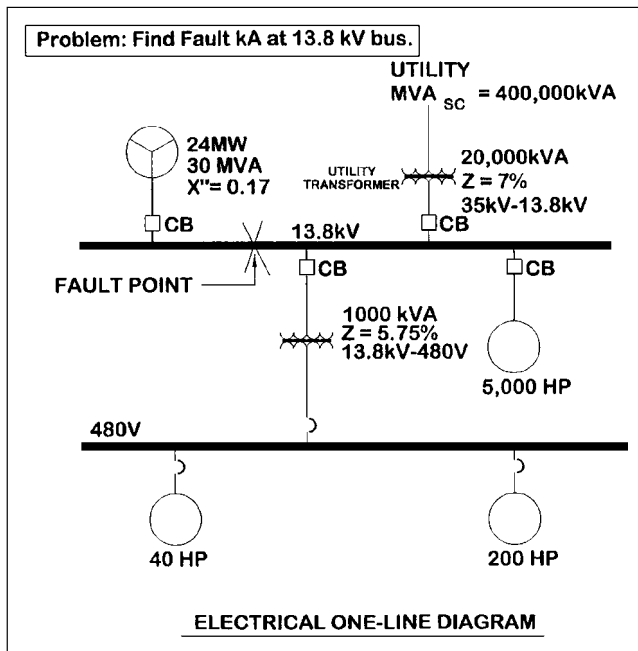 Problem: Find Fault kA at 13.8 kV bus.
UTILITY
MVA SC = 400,000kVA
24MW
30 MVA
X"= 0.17
UTILITY
TRANSFORMER
20,000kVA
Z = 7%
35kV-13.8kV
CB
13.8kV
CB
FAULT POINT
CB
CB
1000 kVA
Z = 5.75%
13.8kV-480V
5,000 HP
480V
40 HP
200 HP
ELECTRICAL ONE-LINE DIAGRAM